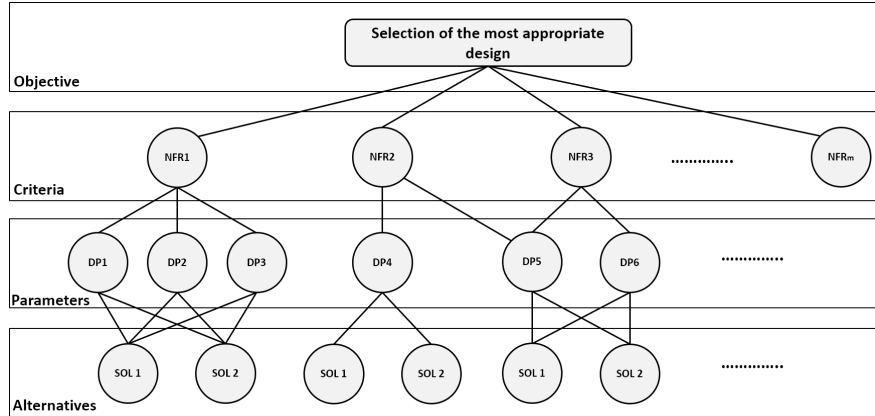 Selection of the most appropriate
design
Objective
NFR1
NFR2
NFR3
..............
NFRm
Criteria
DP1
DP2
DP3
DP4
DP5
DP6
..............
Parameters
SOL 1
SOL 2
SOL 1
SOL 2
SOL 1
SOL 2
..............
Alternatives